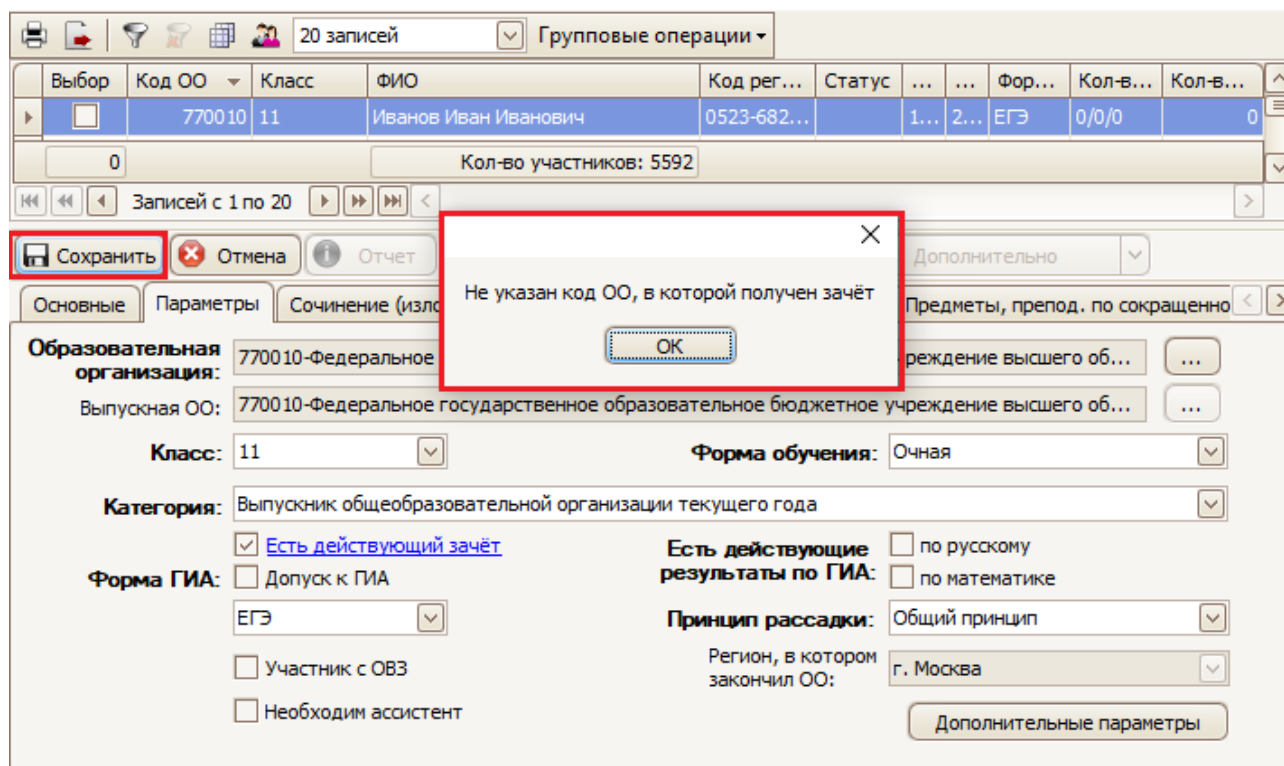 20 записей Групповые операции
Выбор Код ОО Класс ФИО Код рег... Статус ... ... Фор... Кол-в... Кол-в...
770010 11 Иванов Иван Иванович 0523-682... 1... 2... ЕГЭ 0/0/0 0
0 Кол-во участников: 5592
Записей с 1 по 20
Сохранить Отмена Отчет Дополнительно
Не указан код ОО, в которой получен зачёт
OK
Основные Параметры Сочинение (изло Предметы, препод. по сокращенно
Образовательная организация: 770010-Федеральное реждение высшего об... ...
Выпускная ОО: 770010-Федеральное государственное образовательное бюджетное учреждение высшего об... ...
Класс: 11 Форма обучения: Очная
Категория: Выпускник общеобразовательной организации текущего года
Есть действующий зачёт Есть действующие результаты по ГИА: по русскому
Форма ГИА: Допуск к ГИА по математике
ЕГЭ Принцип рассадки: Общий принцип
Участник с ОВЗ Регион, в котором закончил ОО: г. Москва
Необходим ассистент Дополнительные параметры